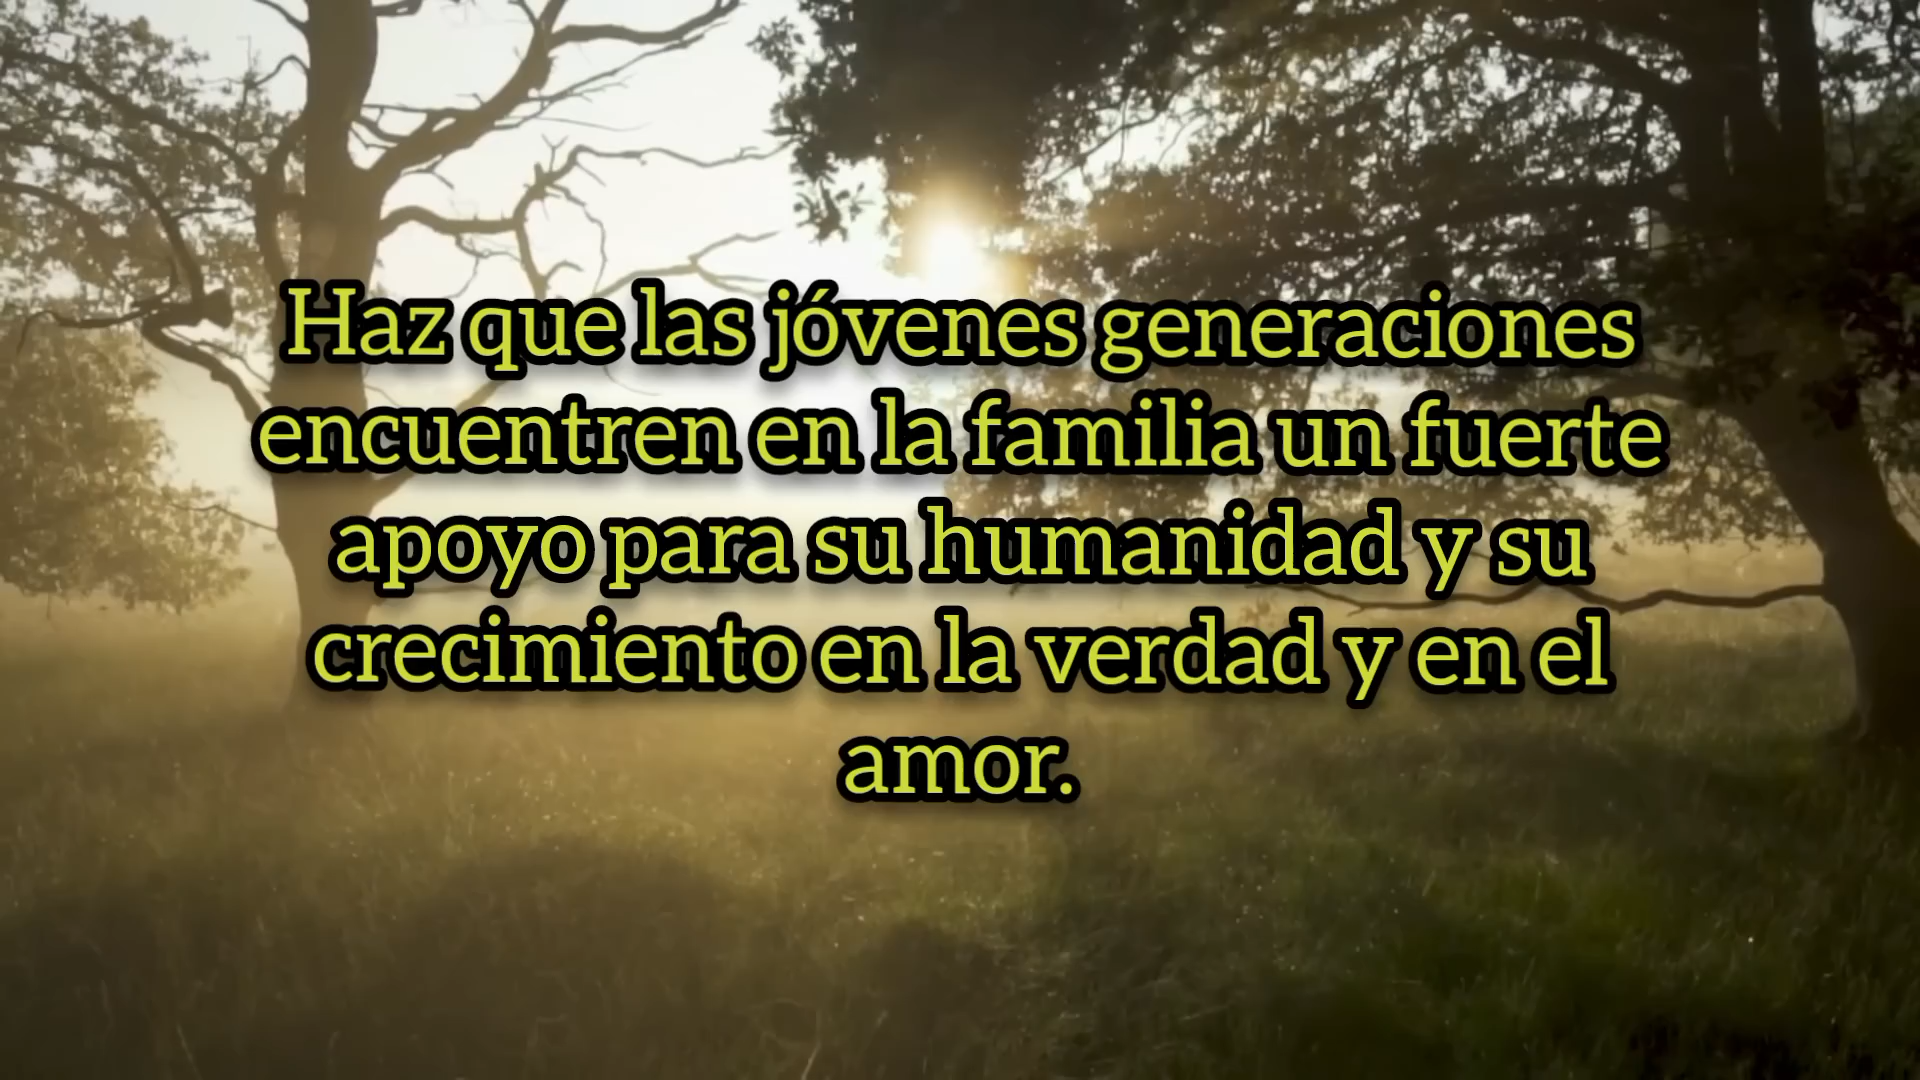 Haz que las jóvenes generaciones
encuentren en la familia un fuerte
apoyo para su humanidad y su
crecimiento en la verdad y en el
amor.